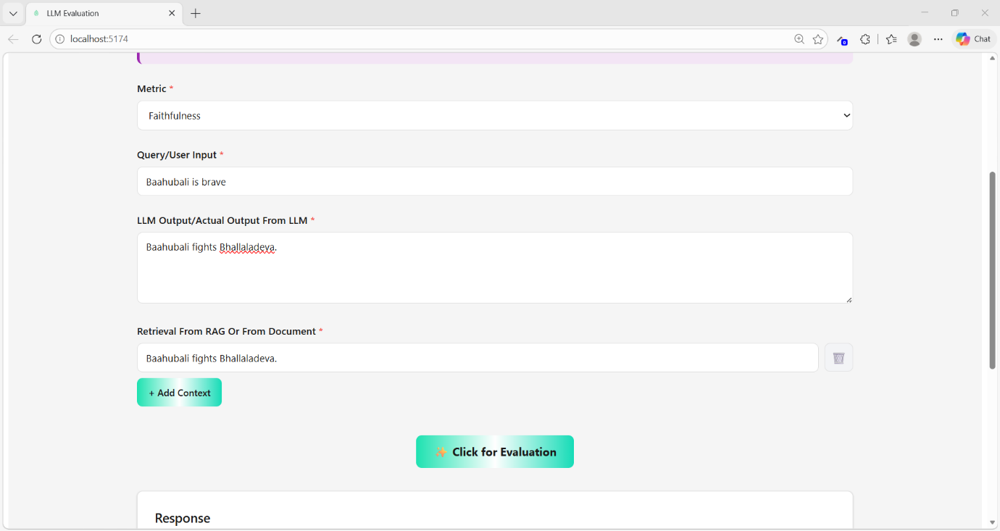 LLM Evaluation
localhost:5174
0
Chat
Metric *
Faithfulness
Query/User Input *
Baahubali is brave
LLM Output/Actual Output From LLM *
Baahubali fights Bhallaladeva.
Retrieval From RAG Or From Document *
Baahubali fights Bhallaladeva.
+ Add Context
✨ Click for Evaluation
Response